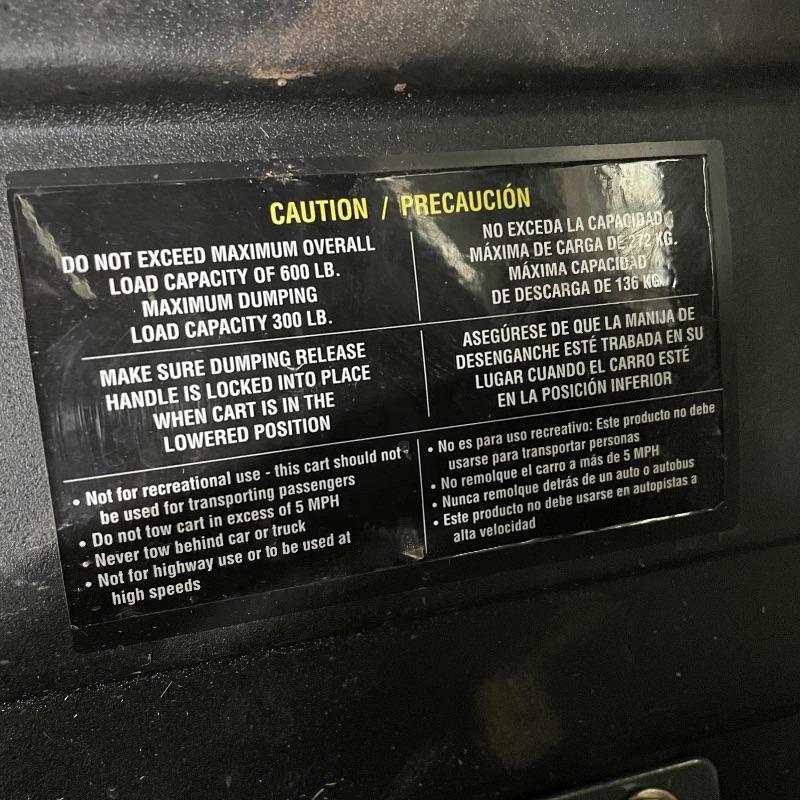 CAUTION / PRECAUCIÓN
DO NOT EXCEED MAXIMUM OVERALL
LOAD CAPACITY OF 600 LB.
MAXIMUM DUMPING
LOAD CAPACITY 300 LB.
NO EXCEDA LA CAPACIDAD
MÁXIMA DE CARGA DE 272 KG.
MÁXIMA CAPACIDAD
DE DESCARGA DE 136 KG.
MAKE SURE DUMPING RELEASE
HANDLE IS LOCKED INTO PLACE
WHEN CART IS IN THE
LOWERED POSITION
ASEGÚRESE DE QUE LA MANIJA DE
DESENGANCHE ESTÉ TRABADA EN SU
LUGAR CUANDO EL CARRO ESTÉ
EN LA POSICIÓN INFERIOR
• Not for recreational use - this cart should not
be used for transporting passengers
• Do not tow cart in excess of 5 MPH
• Never tow behind car or truck
• Not for highway use or to be used at
high speeds
• No es para uso recreativo: Este producto no debe
usarse para transportar personas
• No remolque el carro a más de 5 MPH
• Nunca remolque detrás de un auto o autobus
• Este producto no debe usarse en autopistas a
alta velocidad